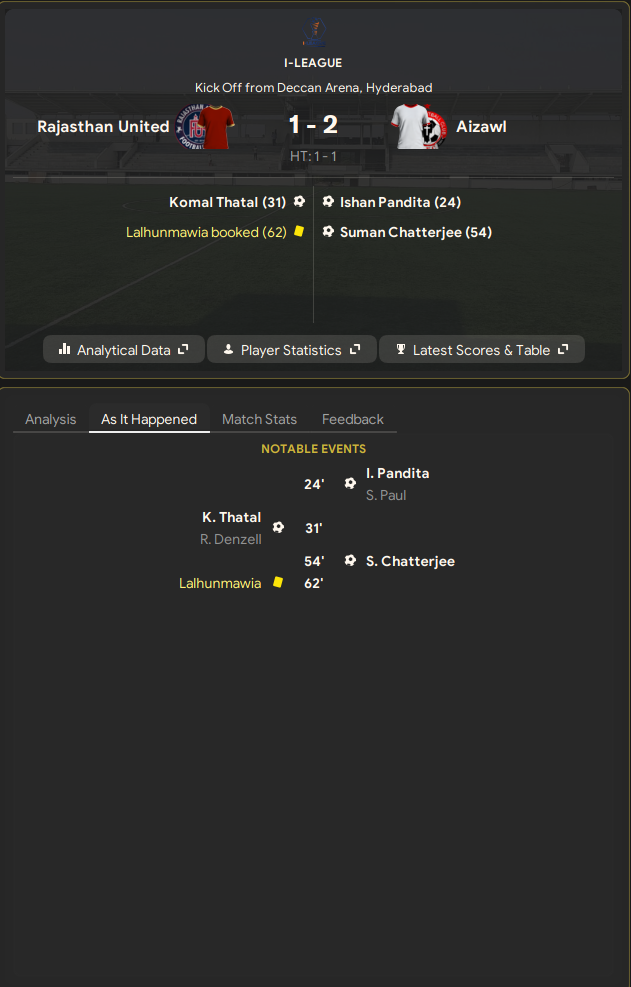 I-LEAGUE
Kick Off from Deccan Arena, Hyderabad
Rajasthan United 1 - 2 Aizawl
HT: 1 - 1
Komal Thatal (31) Ishan Pandita (24)
Lalhunmawia booked (62) Suman Chatterjee (54)
Analytical Data Player Statistics Latest Scores & Table
Analysis As It Happened Match Stats Feedback
NOTABLE EVENTS
24' I. Pandita
S. Paul
K. Thatal 31'
R. Denzell
54' S. Chatterjee
Lalhunmawia 62'